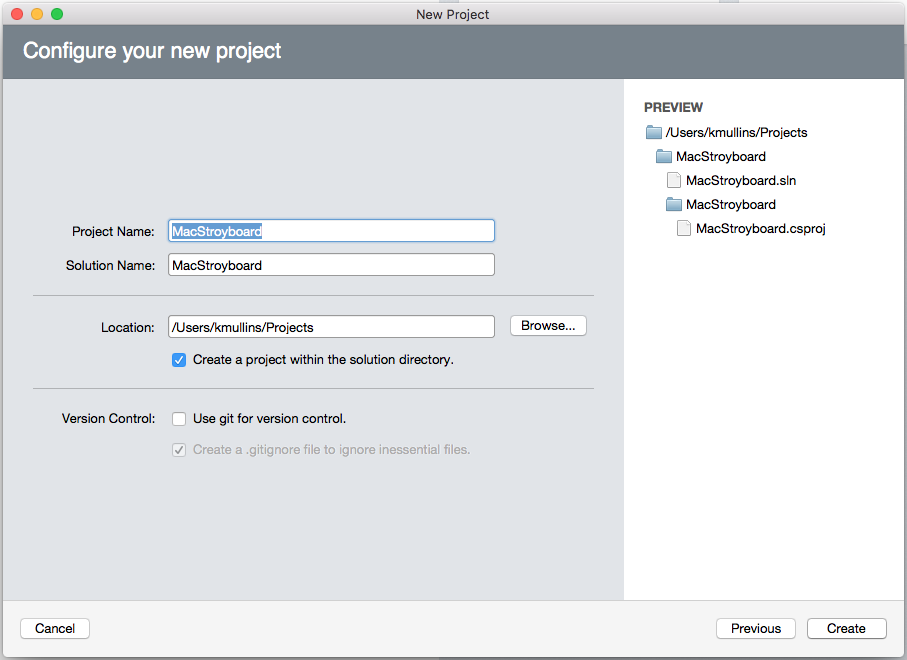 New Project
Configure your new project
Project Name: MacStroyboard
Solution Name: MacStroyboard
Location: /Users/kmullins/Projects Browse...
Create a project within the solution directory.
Version Control: Use git for version control.
Create a .gitignore file to ignore inessential files.
PREVIEW
/Users/kmullins/Projects
MacStroyboard
MacStroyboard.sln
MacStroyboard
MacStroyboard.csproj
Cancel Previous Create